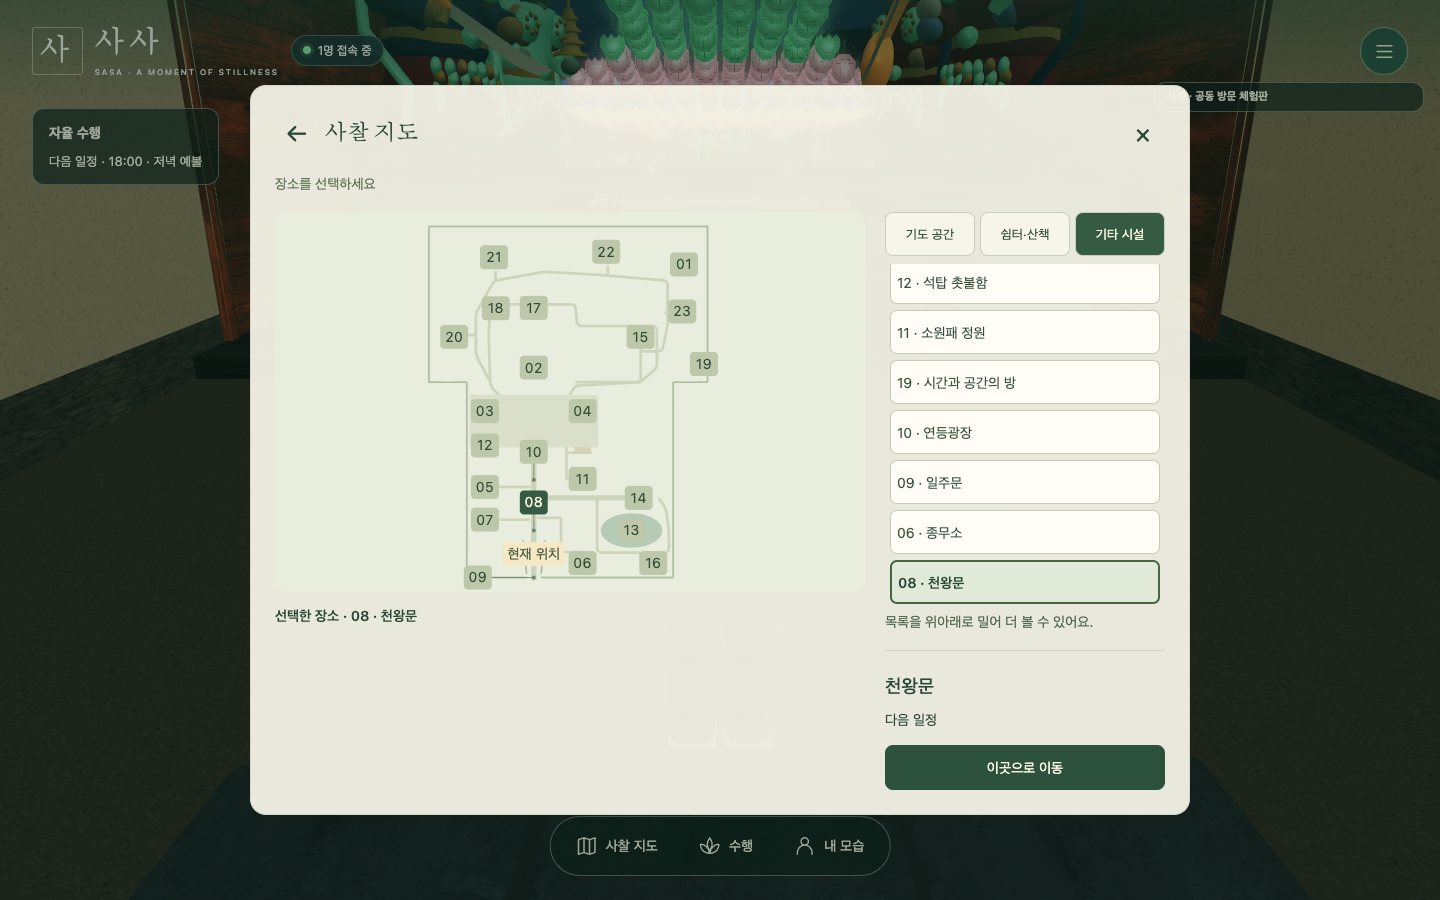 사
사사
SASA · A MOMENT OF STILLNESS
1명 접속 중
· 공동 방문 체험판
자율 수행
다음 일정 · 18:00 · 저녁 예불
사찰 지도
장소를 선택하세요
21
22
01
18
17
23
20
15
02
19
03
04
12
10
11
05
08
14
07
13
현재 위치
06
16
09
선택한 장소 · 08 · 천왕문
기도 공간
쉼터·산책
기타 시설
12 · 석탑 촛불함
11 · 소원패 정원
19 · 시간과 공간의 방
10 · 연등광장
09 · 일주문
06 · 종무소
08 · 천왕문
목록을 위아래로 밀어 더 볼 수 있어요.
천왕문
다음 일정
이곳으로 이동
사찰 지도
수행
내 모습